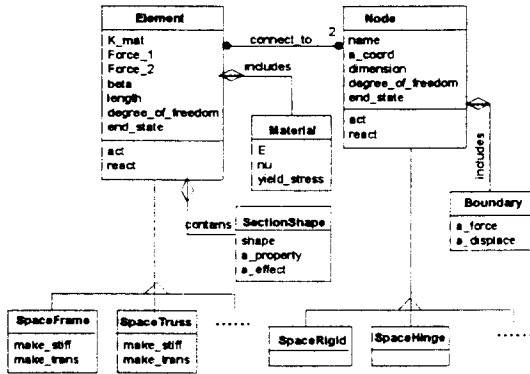 Element
K_mat
Force_1
Force_2
beta
length
degree_of_freedom
end_state
act
react
connect_to
2
includes
Node
name
a_coord
dimension
degree_of_freedom
end_state
act
react
Material
E
nu
yield_stress
includes
Boundary
a_force
a_displace
contains
SectionShape
shape
a_property
a_effect
SpaceFrame
make_stiff
make_trans
SpaceTruss
make_stiff
make_trans
......
SpaceRigid
SpaceHinge
......